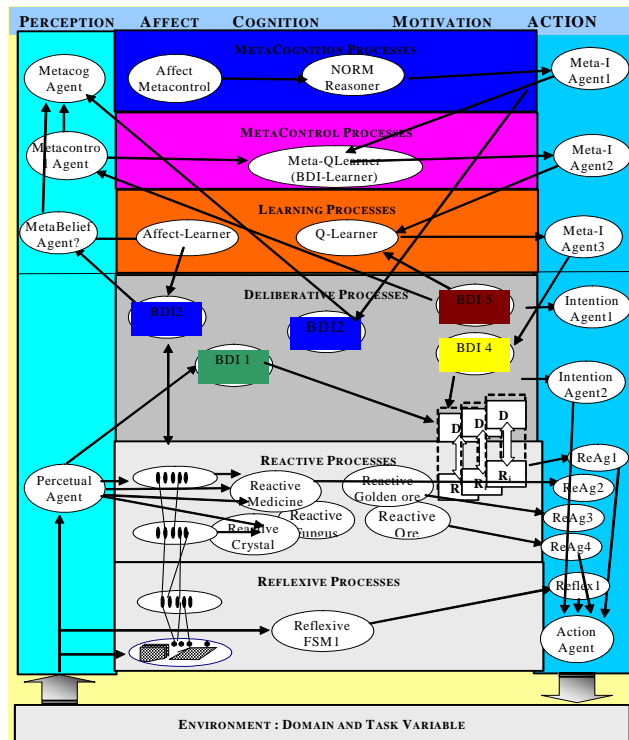 PERCEPTION AFFECT COGNITION MOTIVATION ACTION
METACOGNITION PROCESSES
Metacog
Agent
Affect
Metacontrol
NORM
Reasoner
Meta-I
Agent1
METACONTROL PROCESSES
Metacontro
l Agent
Meta-QLearner
(BDI-Learner)
Meta-I
Agent2
LEARNING PROCESSES
MetaBelief
Agent?
Affect-Learner
Q-Learner
Meta-I
Agent3
DELIBERATIVE PROCESSES
BDI?
BDI2
BDI 5
BDI 4
BDI 1
Intention
Agent1
Intention
Agent2
D
D
D
R
R
Ri
REACTIVE PROCESSES
Percetual
Agent
Reactive
Medicine
Reactive
Fungus
Reactive
Crystal
Reactive
Golden ore
Reactive
Ore
ReAg1
ReAg2
ReAg3
ReAg4
REFLEXIVE PROCESSES
Reflex1
Reflexive
FSM1
Action
Agent
ENVIRONMENT : DOMAIN AND TASK VARIABLE